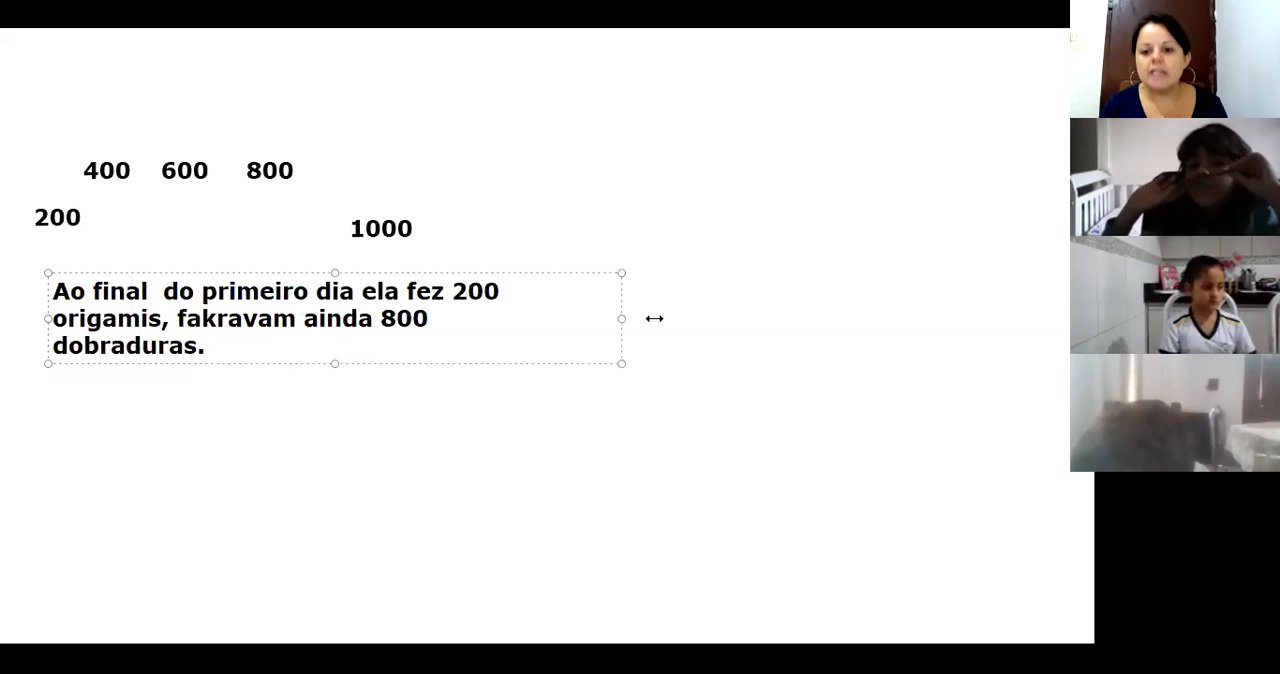 400 600 800
200
1000
Ao final do primeiro dia ela fez 200
origamis, fakravam ainda 800
dobraduras.